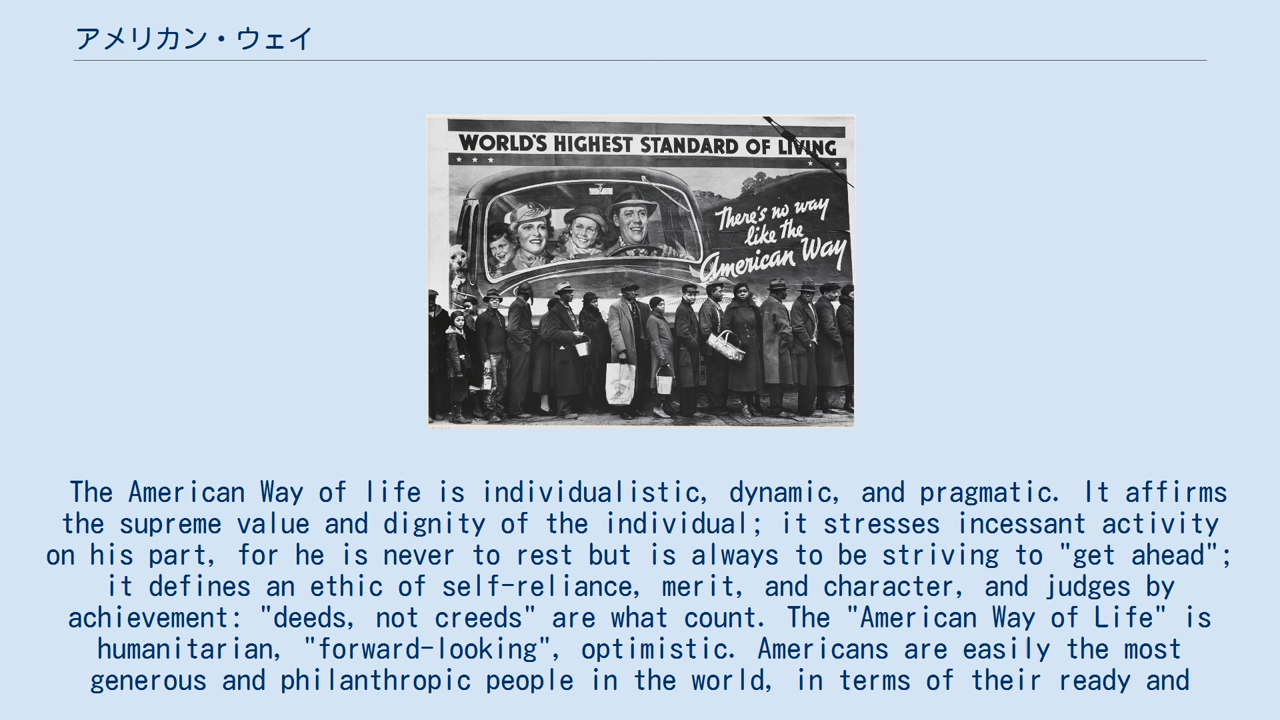 アメリカン・ウェイ
WORLD'S HIGHEST STANDARD OF LIVING
There's no way
like the
American Way
The American Way of life is individualistic, dynamic, and pragmatic. It affirms
the supreme value and dignity of the individual; it stresses incessant activity
on his part, for he is never to rest but is always to be striving to "get ahead";
it defines an ethic of self-reliance, merit, and character, and judges by
achievement: "deeds, not creeds" are what count. The "American Way of Life" is
humanitarian, "forward-looking", optimistic. Americans are easily the most
generous and philanthropic people in the world, in terms of their ready and